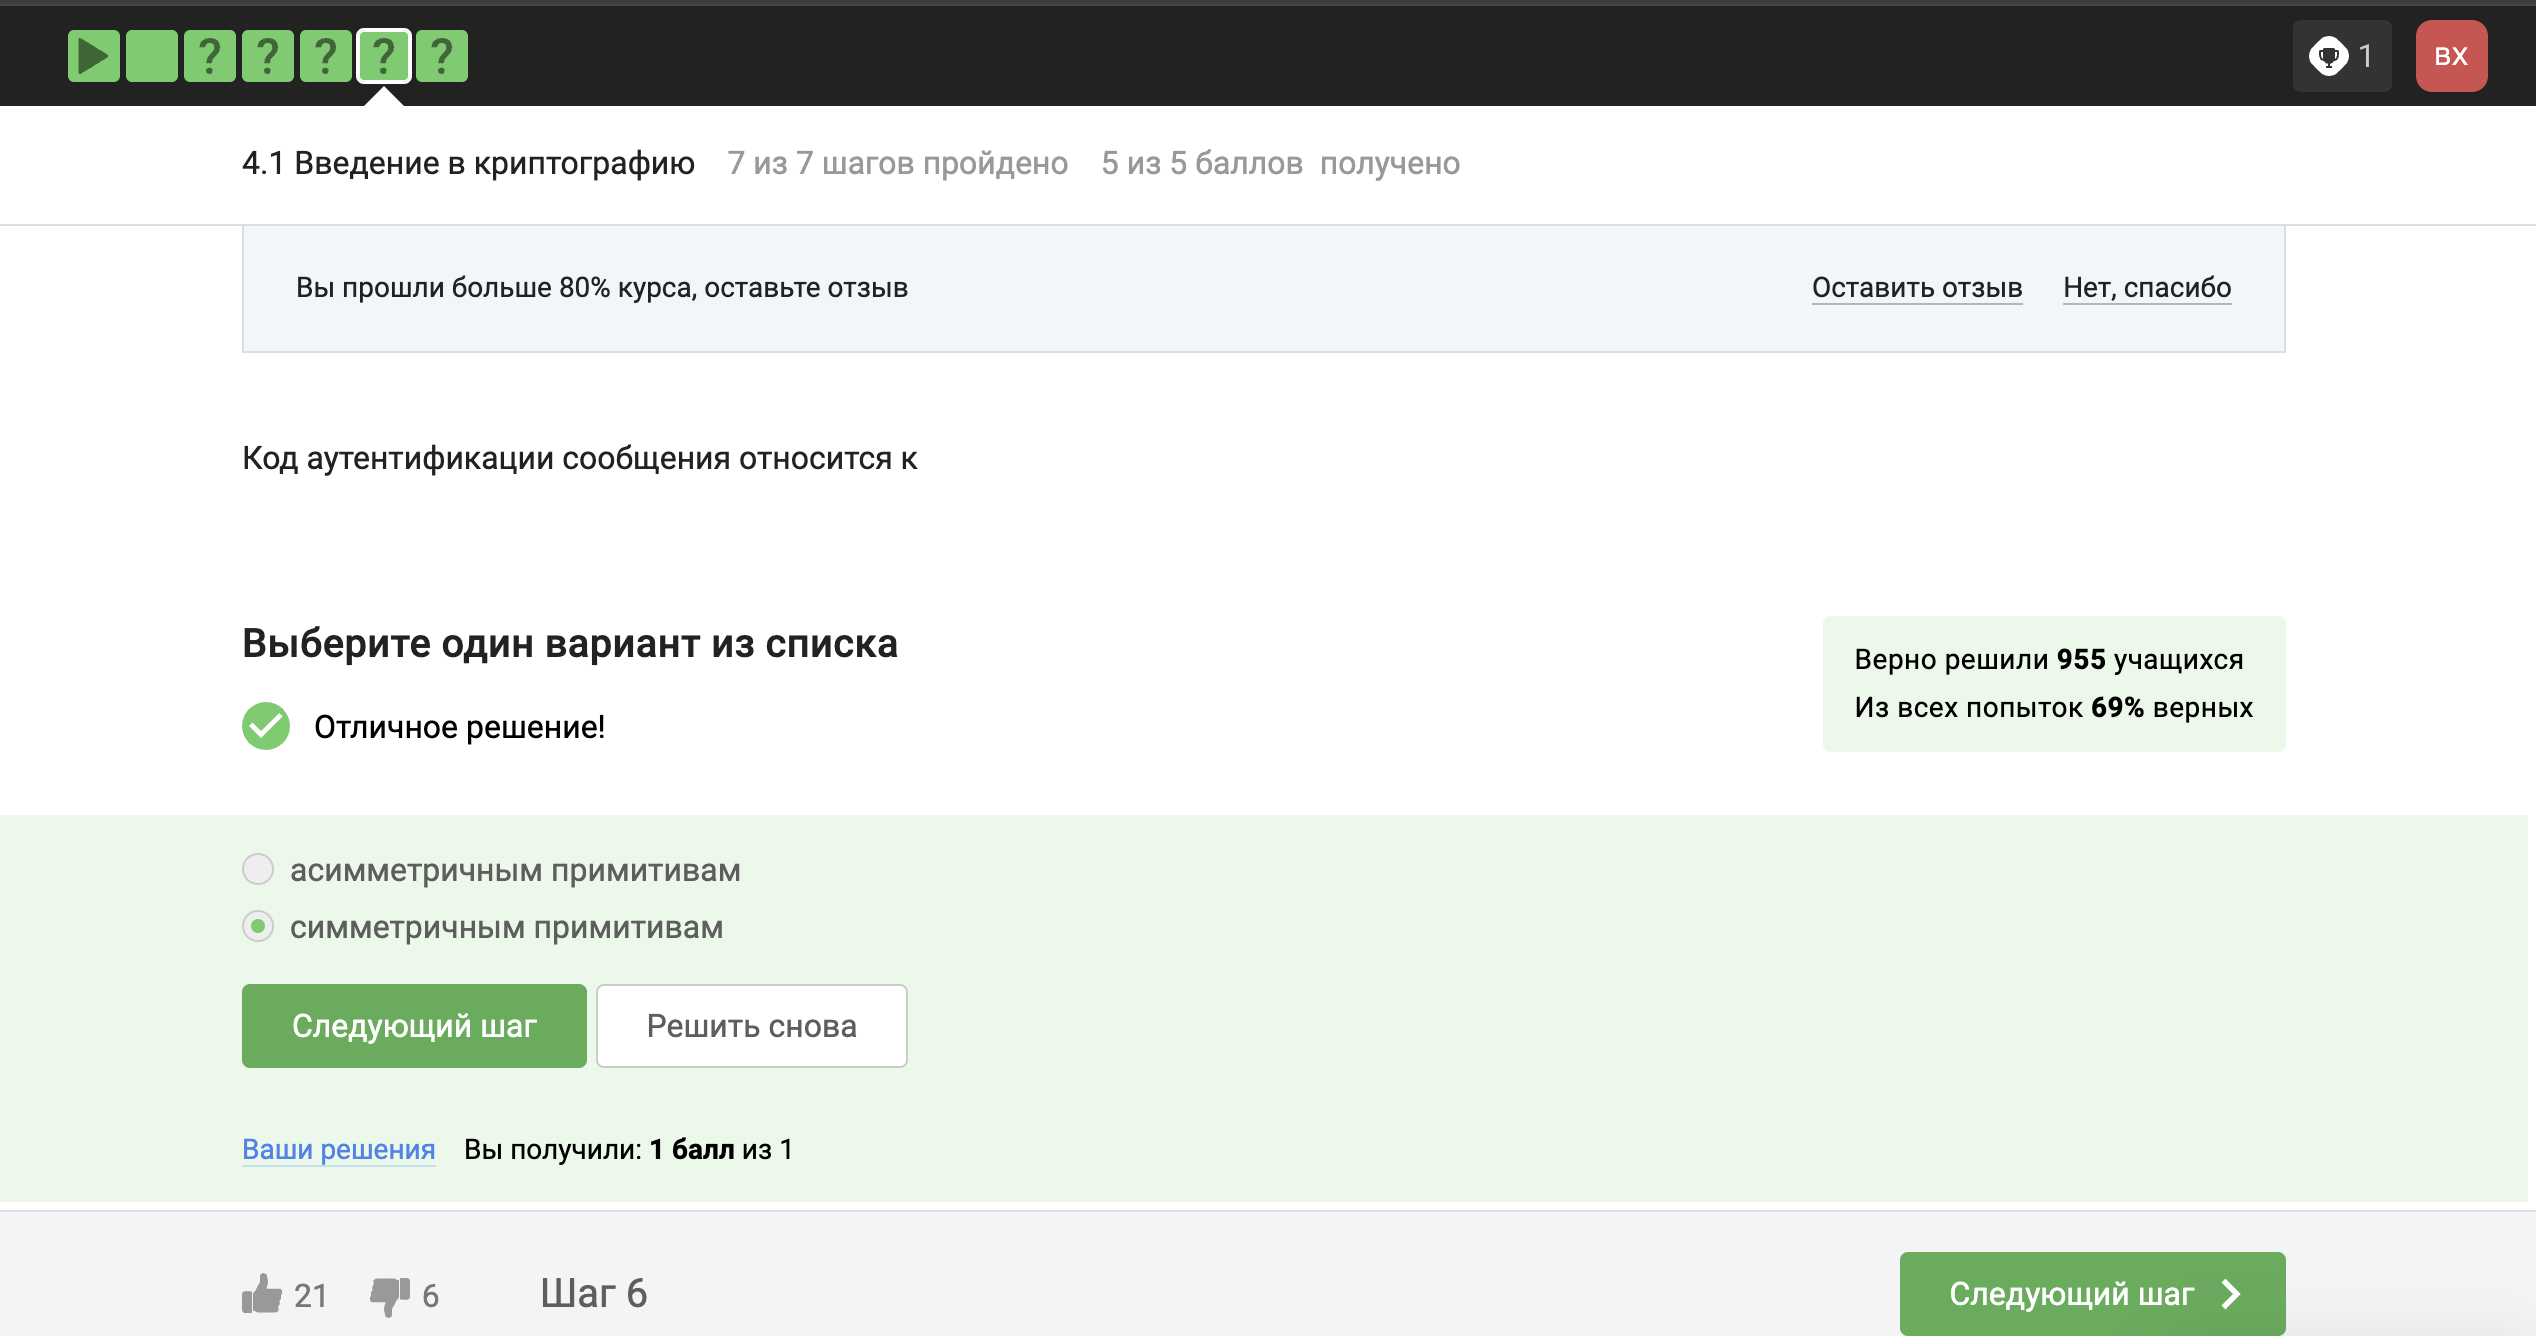 ? ? ? ? ?
1
ВХ
4.1 Введение в криптографию 7 из 7 шагов пройдено 5 из 5 баллов получено
Вы прошли больше 80% курса, оставьте отзыв Оставить отзыв Нет, спасибо
Код аутентификации сообщения относится к
Выберите один вариант из списка
Отличное решение!
Верно решили 955 учащихся
Из всех попыток 69% верных
асимметричным примитивам
симметричным примитивам
Следующий шаг Решить снова
Ваши решения Вы получили: 1 балл из 1
21 6 Шаг 6 Следующий шаг